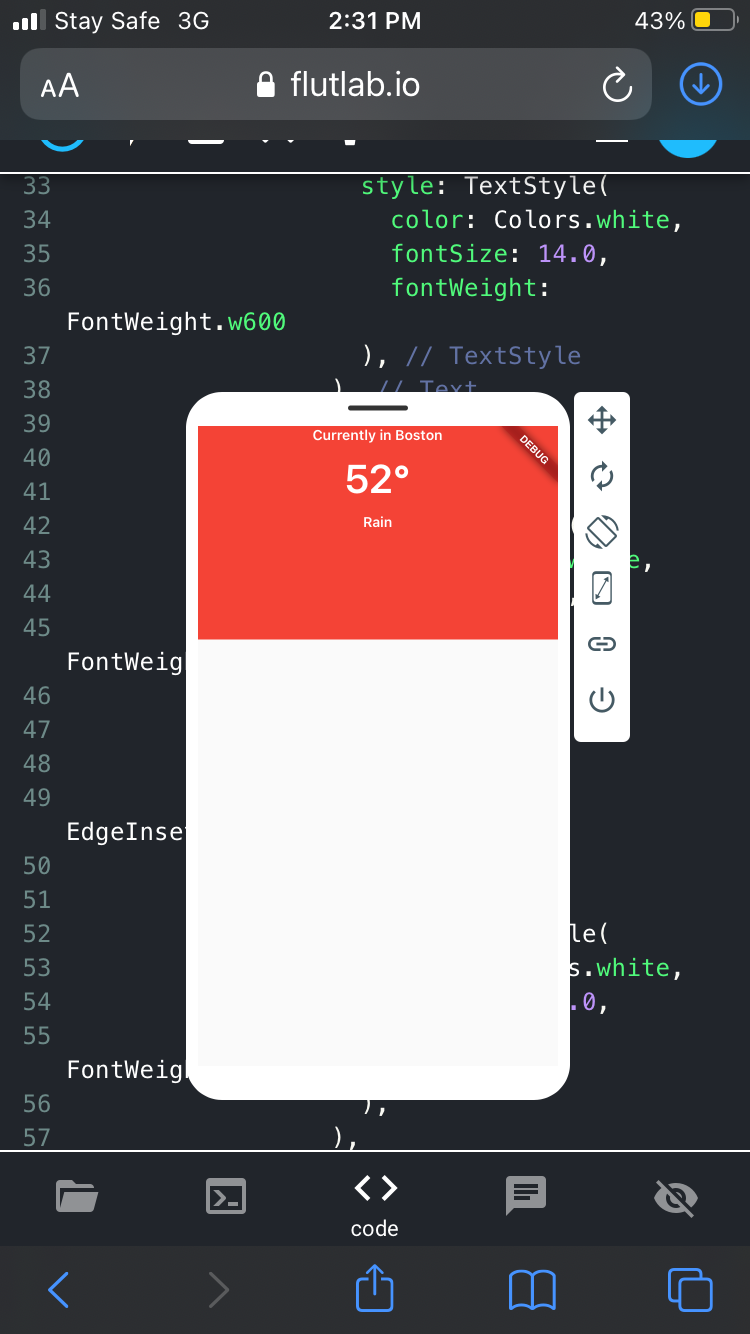 Stay Safe 3G 2:31 PM 43%
AA flutlab.io
33 style: TextStyle(
34 color: Colors.white,
35 fontSize: 14.0,
36 fontWeight:
FontWeight.w600
37 ), // TextStyle
38 ), // Text
39
40
41
42 (
43 e,
44 ,
45
FontWeig
46
47
48
49
EdgeInse
50
51
52 le(
53 s.white,
54 .0,
55
FontWeig
56 ),
57 ),
Currently in Boston
DEBUG
52°
Rain
code